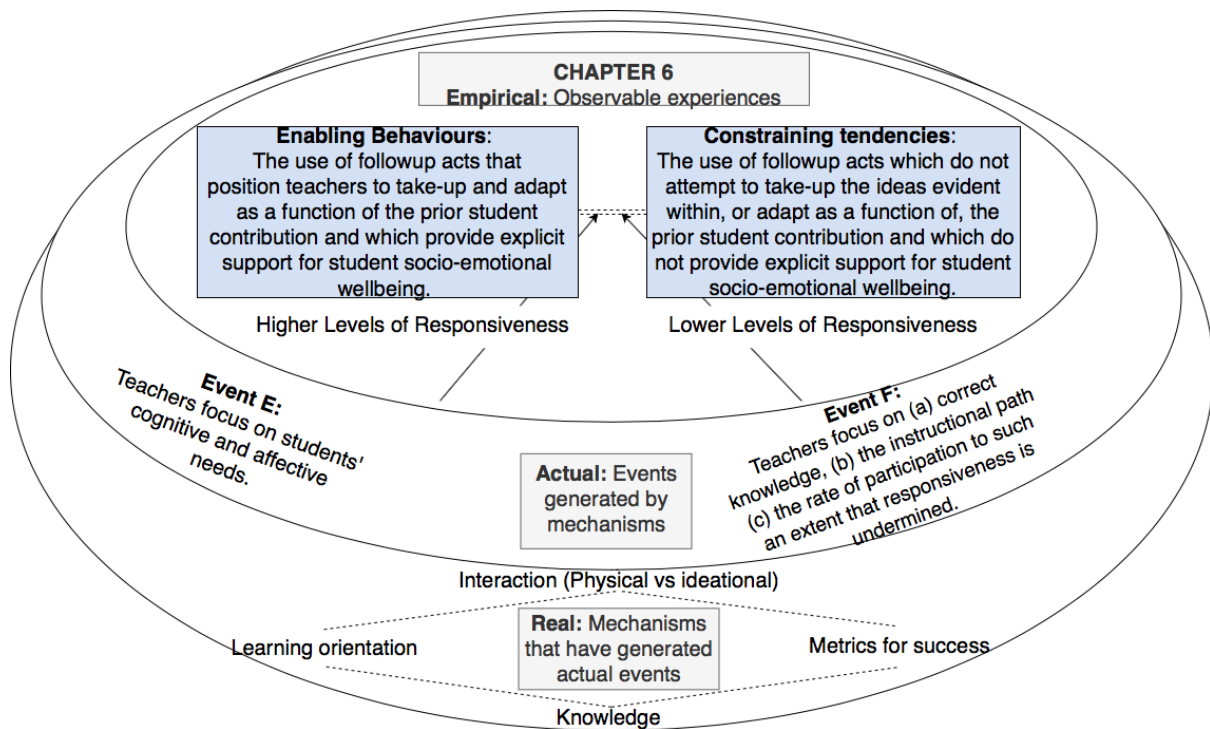 CHAPTER 6
Empirical: Observable experiences
Enabling Behaviours:
The use of followup acts that
position teachers to take-up and adapt
as a function of the prior student
contribution and which provide explicit
support for student socio-emotional
wellbeing.
Constraining tendencies:
The use of followup acts which do not
attempt to take-up the ideas evident
within, or adapt as a function of, the
prior student contribution and which do
not provide explicit support for student
socio-emotional wellbeing.
Higher Levels of Responsiveness
Lower Levels of Responsiveness
Event E:
Teachers focus on students'
cognitive and affective
needs.
Event F:
Teachers focus on (a) correct
knowledge, (b) the instructional path
(c) the rate of participation to such
an extent that responsiveness is
undermined.
Actual: Events
generated by
mechanisms
Interaction (Physical vs ideational)
Learning orientation
Real: Mechanisms
that have generated
actual events
Metrics for success
Knowledge